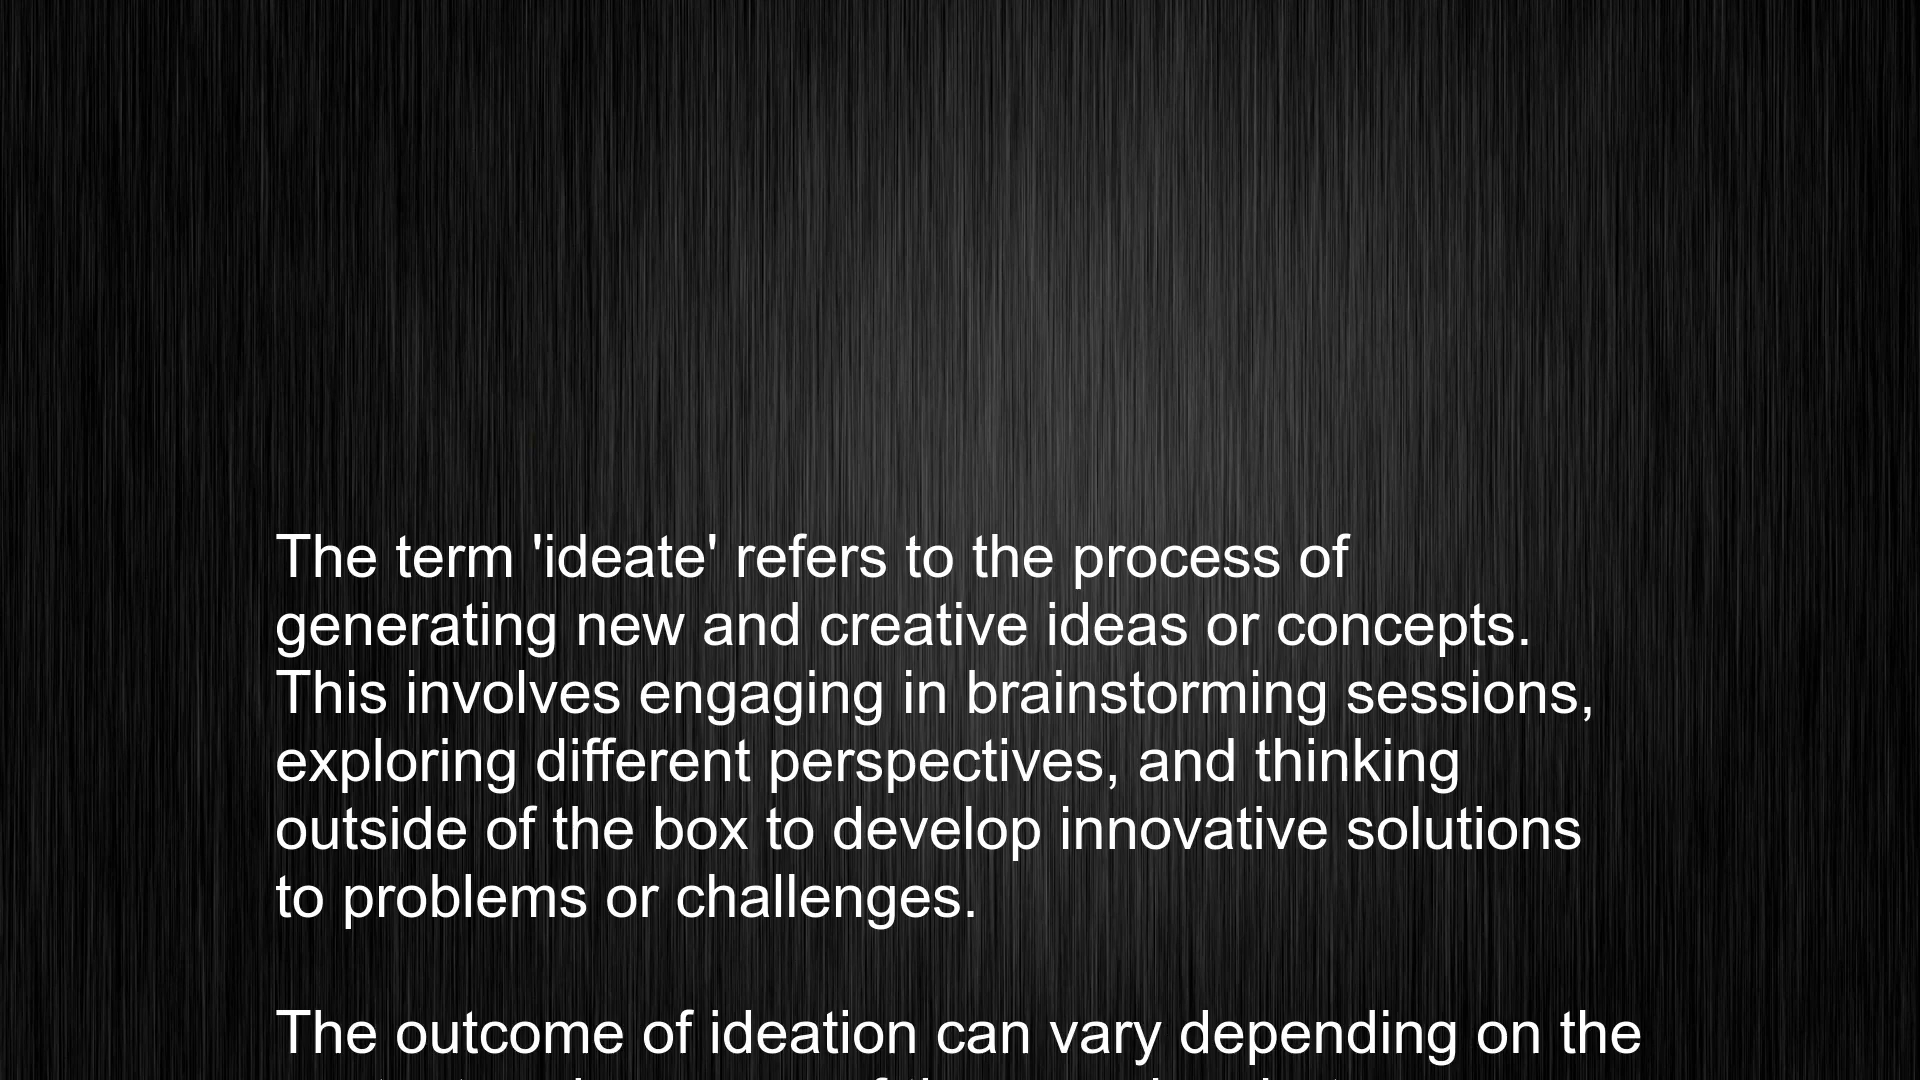 The term 'ideate' refers to the process of
generating new and creative ideas or concepts.
This involves engaging in brainstorming sessions,
exploring different perspectives, and thinking
outside of the box to develop innovative solutions
to problems or challenges.
The outcome of ideation can vary depending on the